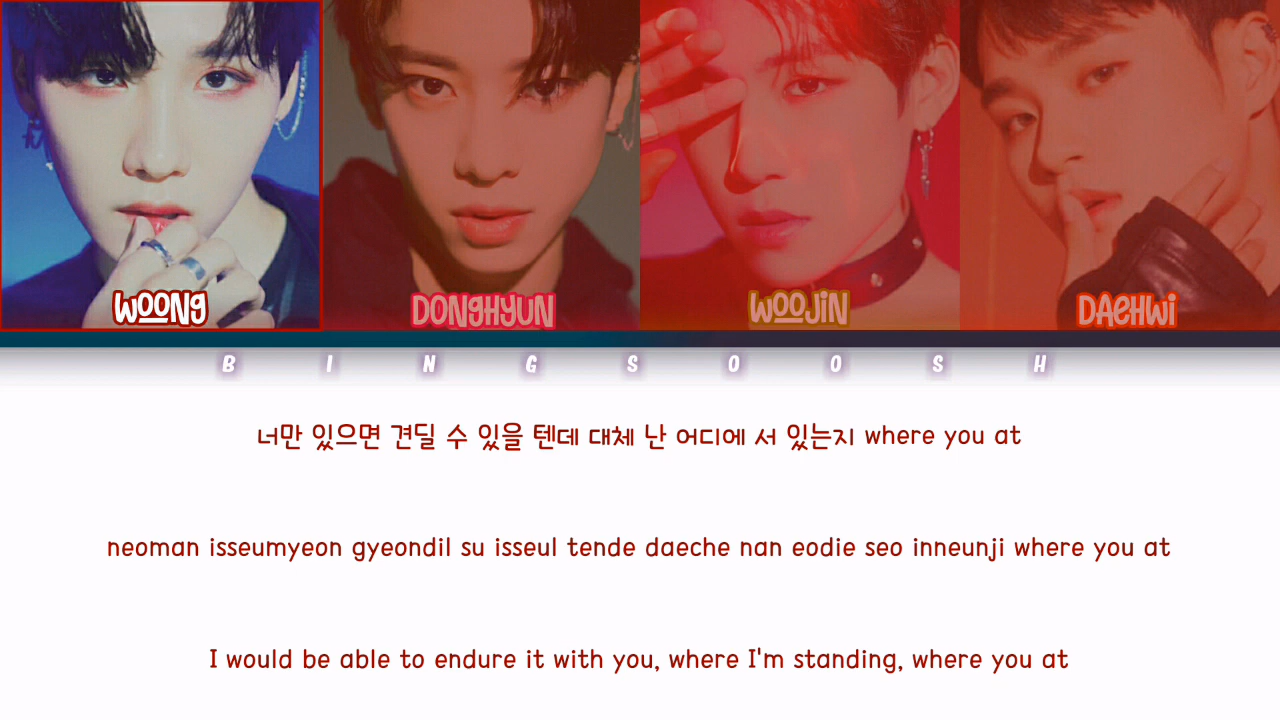 WOONG DONGHYUN WOOJIN DAEHWI
B I N G S O O S H
너만 있으면 견딜 수 있을 텐데 대체 난 어디에 서 있는지 where you at
neoman isseumyeon gyeondil su isseul tende daeche nan eodie seo inneunji where you at
I would be able to endure it with you, where I'm standing, where you at